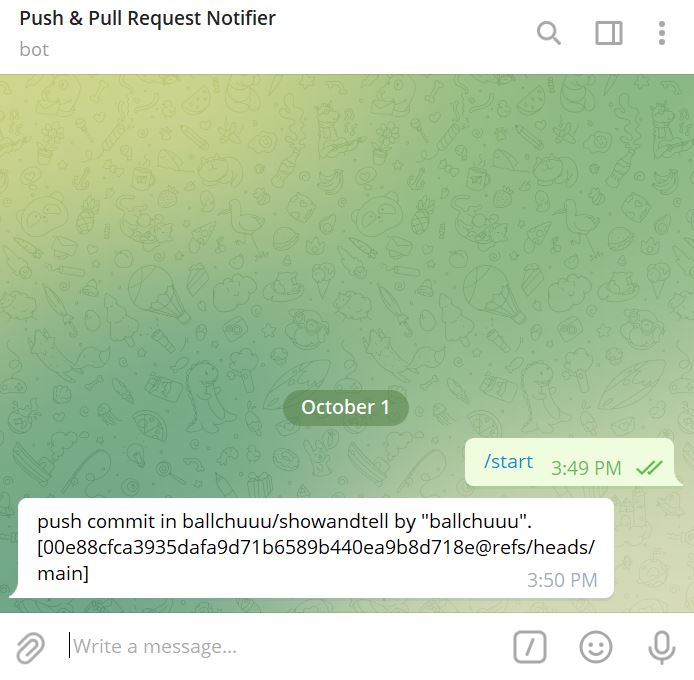 Push & Pull Request Notifier
bot
October 1
/start 3:49 PM
push commit in ballchuuu/showandtell by "ballchuuu".
[00e88cfca3935dafa9d71b6589b440ea9b8d718e@refs/heads/
main]
3:50 PM
Write a message...